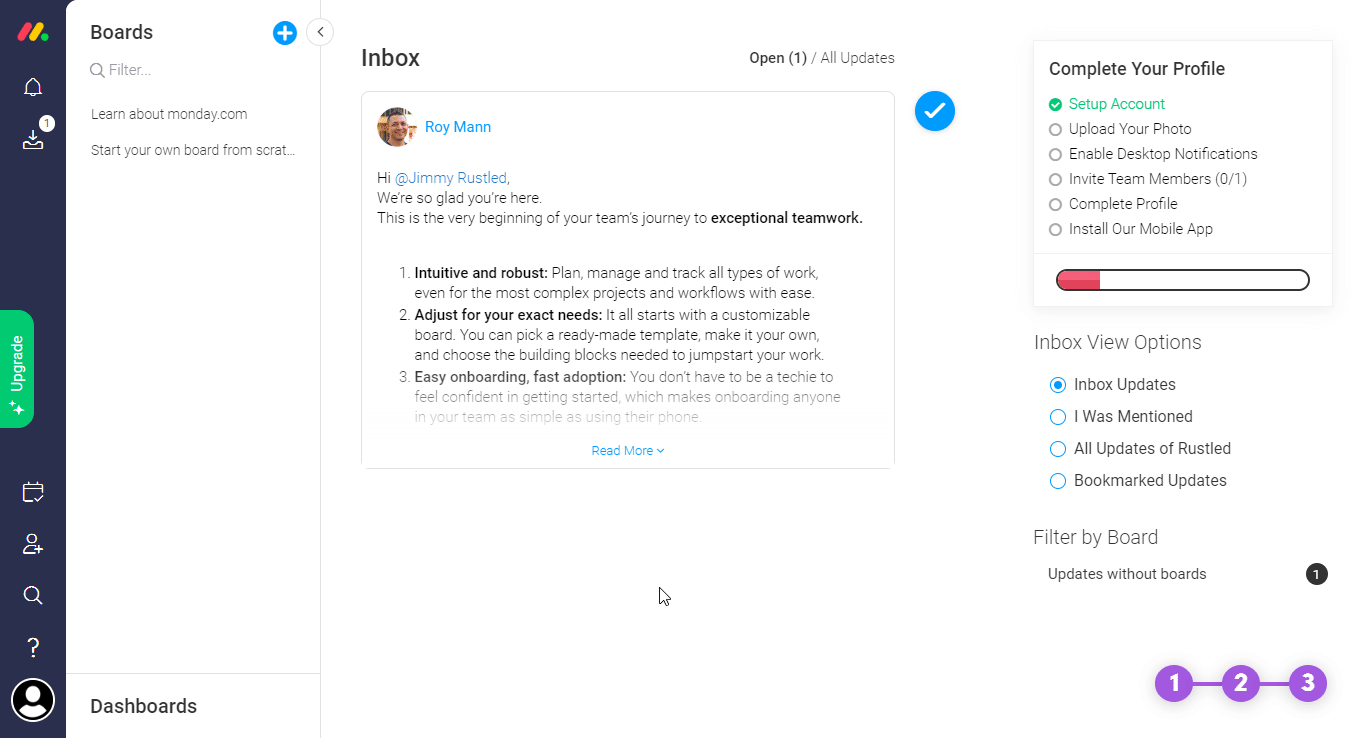 1
Upgrade
Boards
Filter...
Learn about monday.com
Start your own board from scrat...
Dashboards
Inbox
Open (1) / All Updates
Roy Mann
Hi @Jimmy Rustled,
We're so glad you're here.
This is the very beginning of your team's journey to exceptional teamwork.
1. Intuitive and robust: Plan, manage and track all types of work,
even for the most complex projects and workflows with ease.
2. Adjust for your exact needs: It all starts with a customizable
board. You can pick a ready-made template, make it your own,
and choose the building blocks needed to jumpstart your work.
3. Easy onboarding, fast adoption: You don't have to be a techie to
feel confident in getting started, which makes onboarding anyone
in your team as simple as using their phone.
Read More
Complete Your Profile
Setup Account
Upload Your Photo
Enable Desktop Notifications
Invite Team Members (0/1)
Complete Profile
Install Our Mobile App
Inbox View Options
Inbox Updates
I Was Mentioned
All Updates of Rustled
Bookmarked Updates
Filter by Board
Updates without boards 1
1 2 3